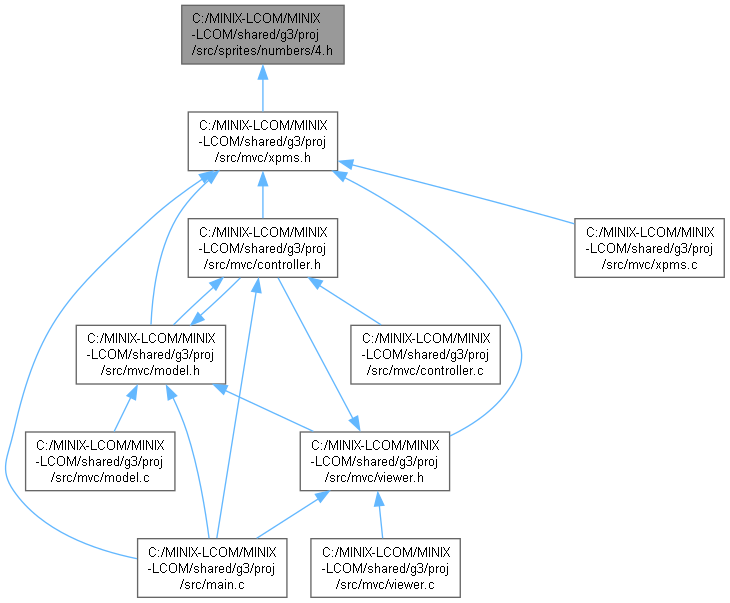 C:/MINIX-LCOM/MINIX
-LCOM/shared/g3/proj
/src/sprites/numbers/4.h
C:/MINIX-LCOM/MINIX
-LCOM/shared/g3/proj
/src/mvc/xpms.h
C:/MINIX-LCOM/MINIX
-LCOM/shared/g3/proj
/src/mvc/controller.h
C:/MINIX-LCOM/MINIX
-LCOM/shared/g3/proj
/src/mvc/xpms.c
C:/MINIX-LCOM/MINIX
-LCOM/shared/g3/proj
/src/mvc/model.h
C:/MINIX-LCOM/MINIX
-LCOM/shared/g3/proj
/src/mvc/controller.c
C:/MINIX-LCOM/MINIX
-LCOM/shared/g3/proj
/src/mvc/model.c
C:/MINIX-LCOM/MINIX
-LCOM/shared/g3/proj
/src/mvc/viewer.h
C:/MINIX-LCOM/MINIX
-LCOM/shared/g3/proj
/src/main.c
C:/MINIX-LCOM/MINIX
-LCOM/shared/g3/proj
/src/mvc/viewer.c